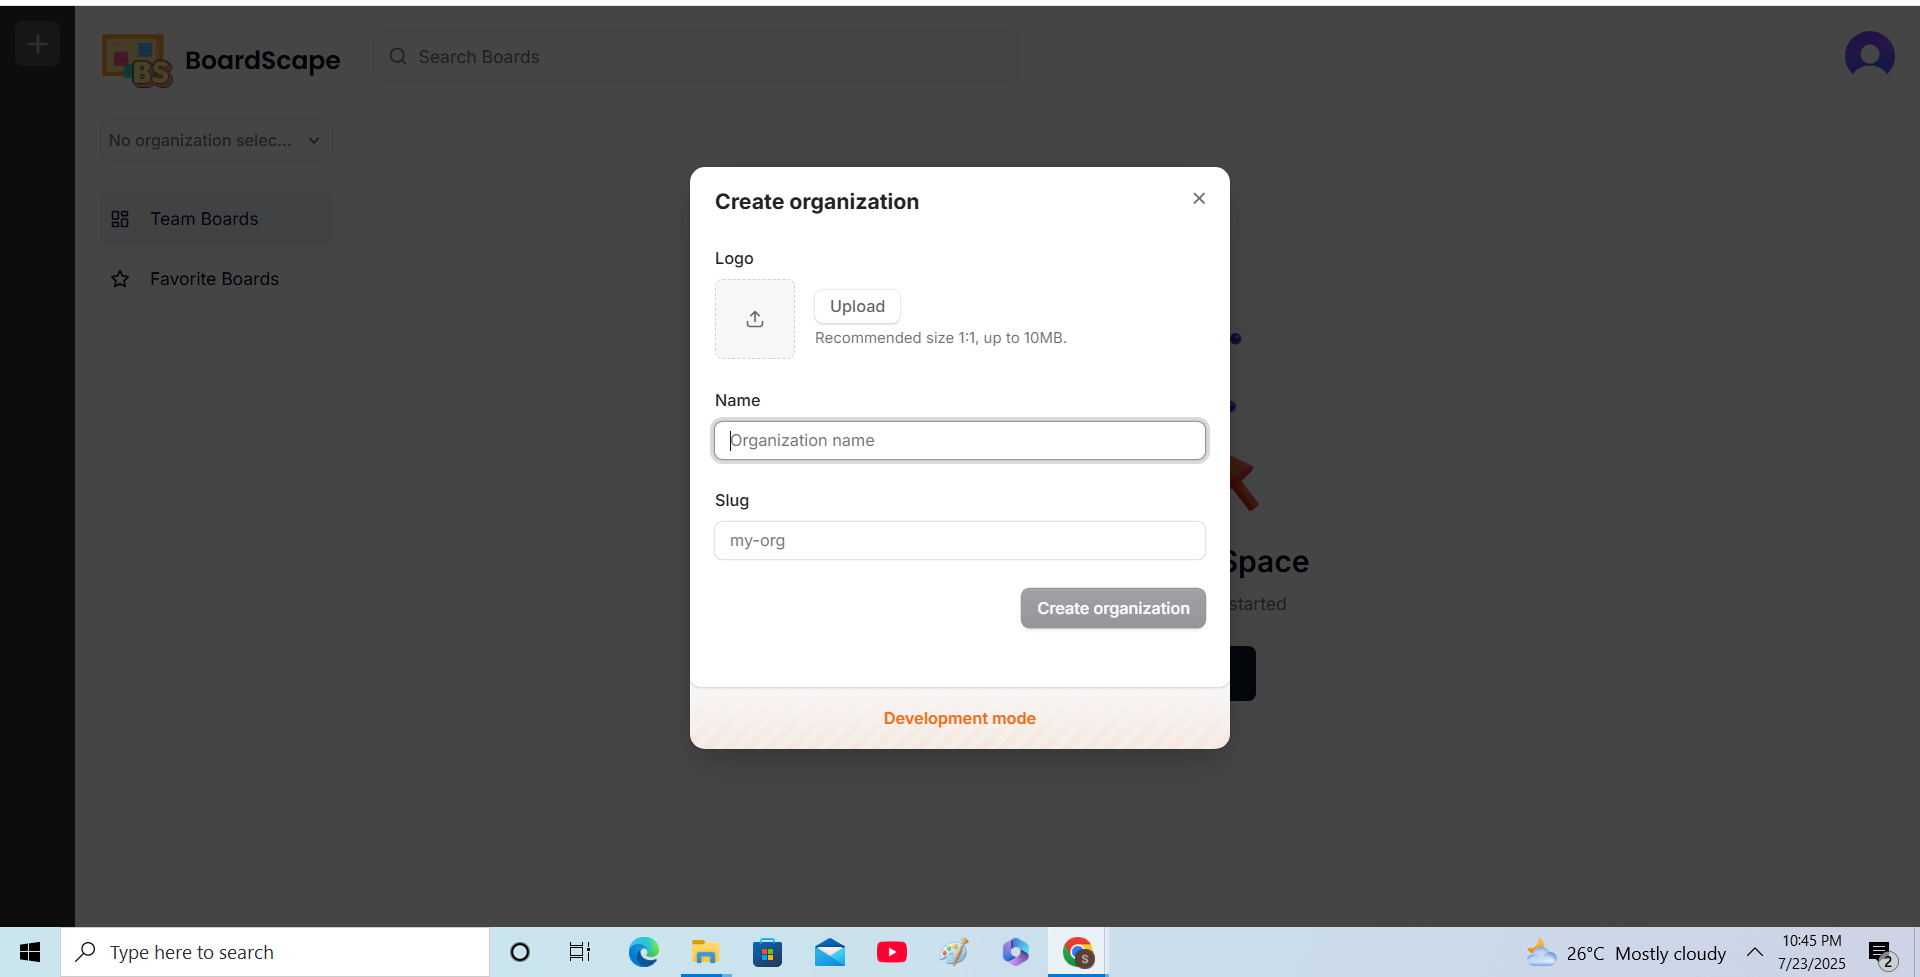 BS
BoardScape
Search Boards
No organization selec...
Team Boards
Favorite Boards
Create organization
Logo
Upload
Recommended size 1:1, up to 10MB.
Name
Organization name
Slug
my-org
Create organization
Development mode
Space
started
Type here to search
S
26°C Mostly cloudy
10:45 PM
7/23/2025
2